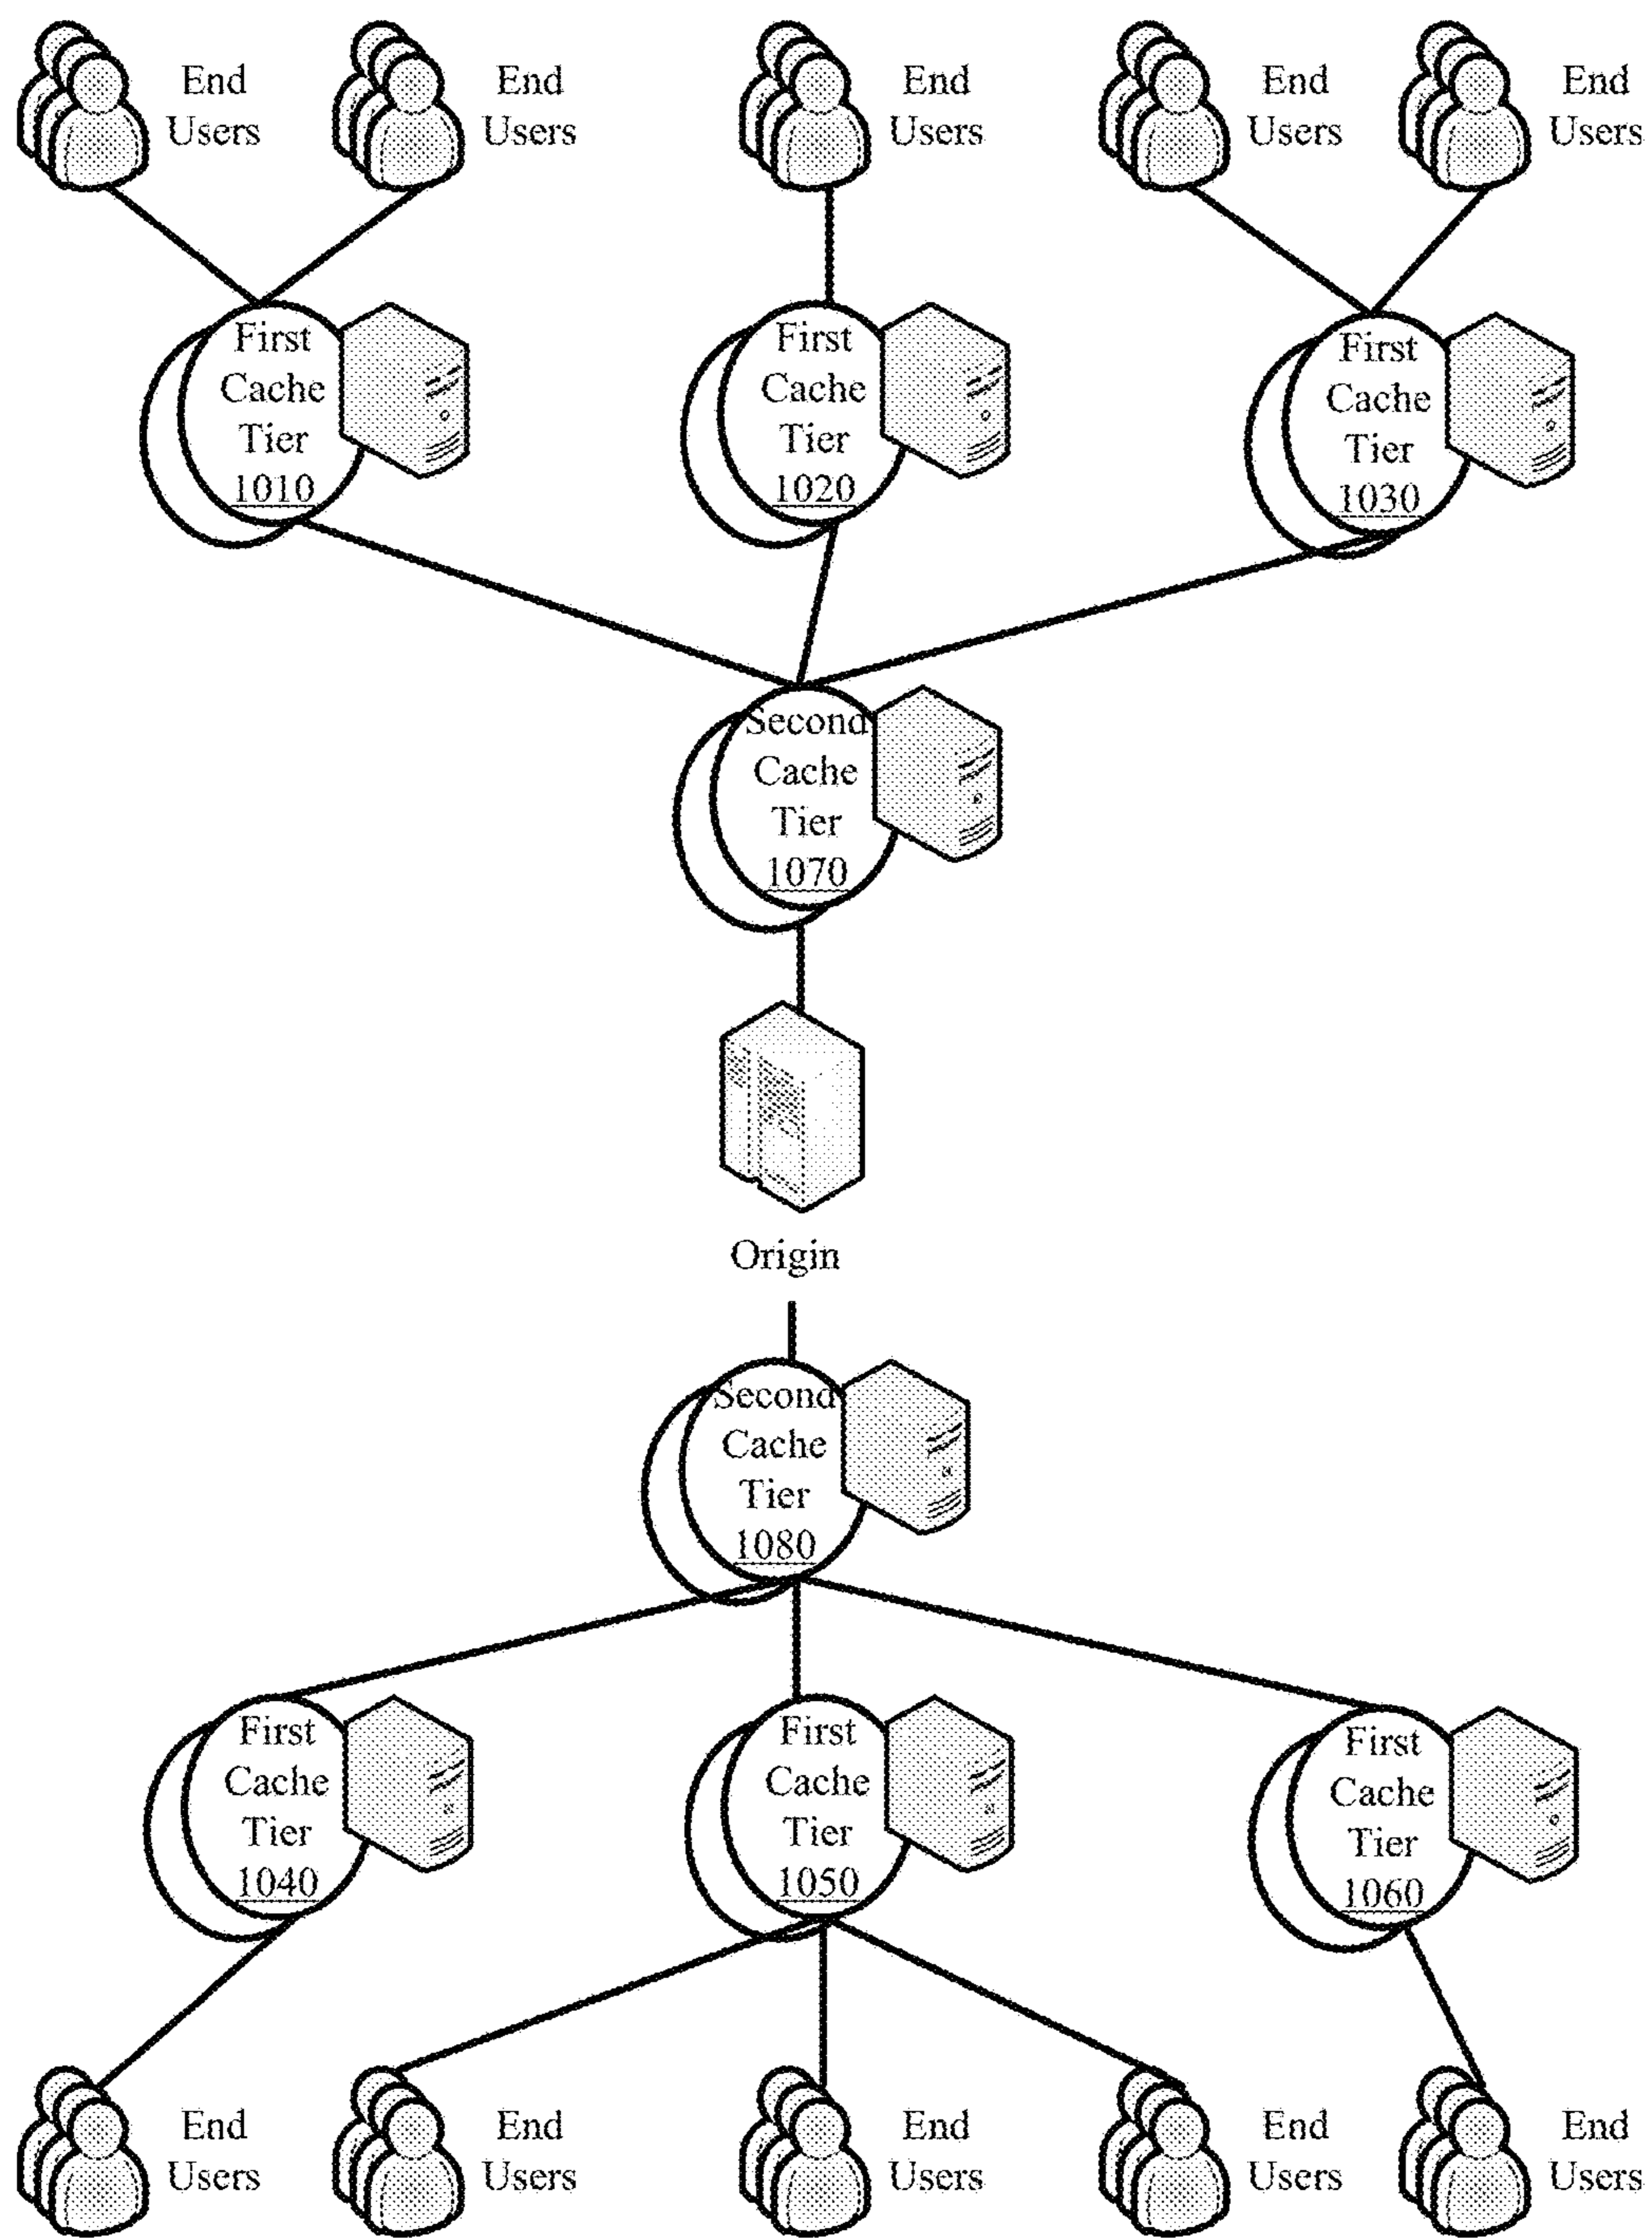 End
Users
End
Users
End
Users
End
Users
End
Users
First
Cache
Tier
1010
First
Cache
Tier
1020
First
Cache
Tier
1030
Second
Cache
Tier
1070
Origin
Second
Cache
Tier
1080
First
Cache
Tier
1040
First
Cache
Tier
1050
First
Cache
Tier
1060
End
Users
End
Users
End
Users
End
Users
End
Users